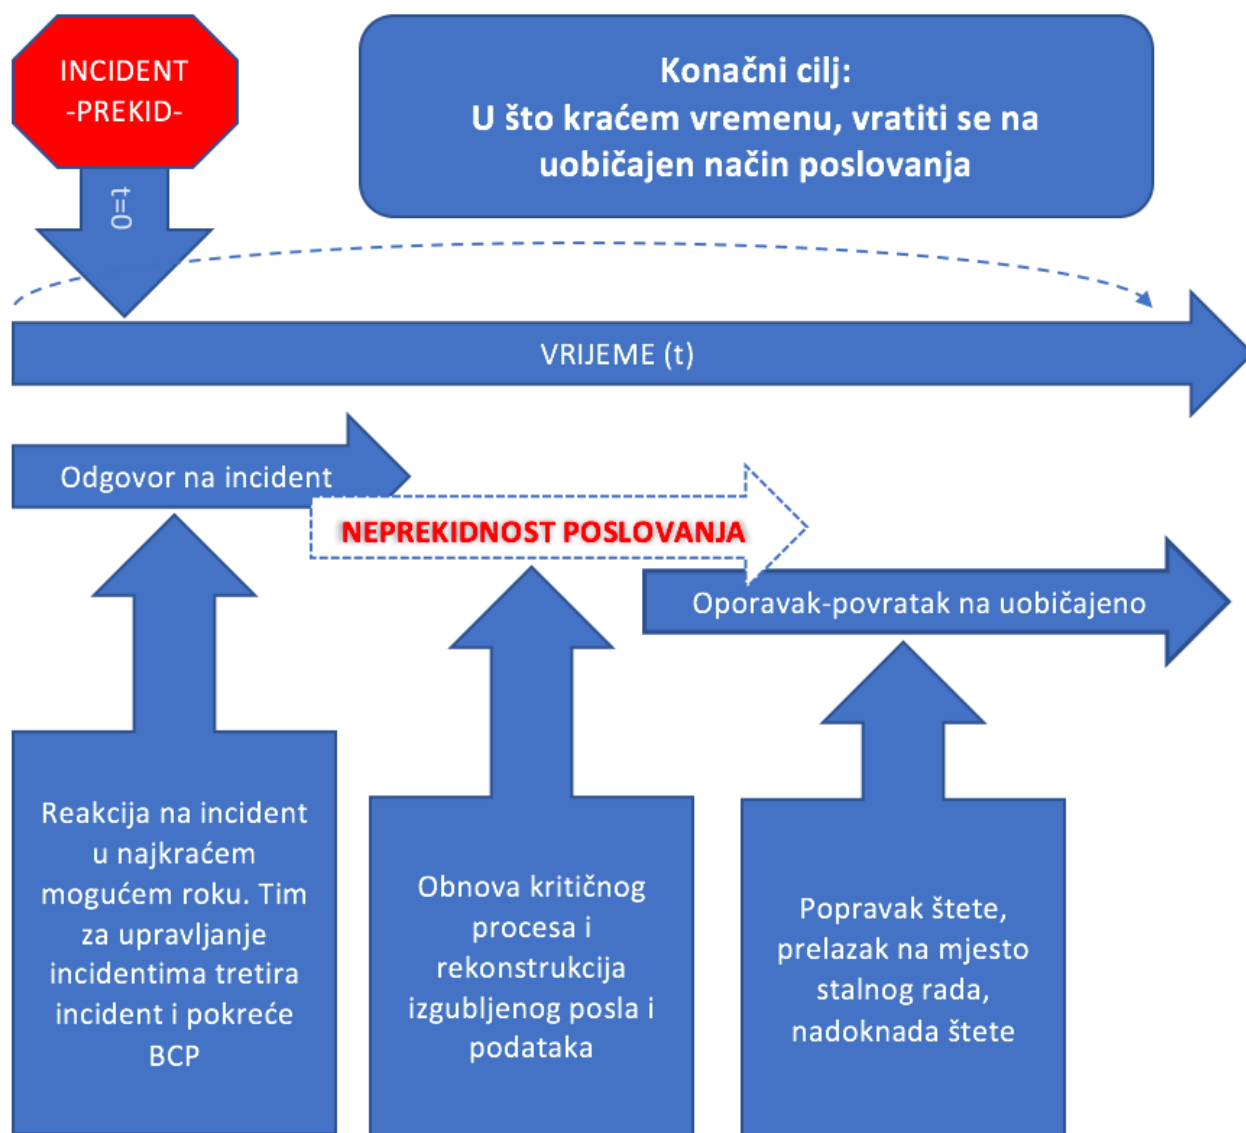 INCIDENT
-PREKID-
Konačni cilj:
U što kraćem vremenu, vratiti se na
uobičajen način poslovanja
t=0
VRIJEME (t)
Odgovor na incident
NEPREKIDNOST POSLOVANJA
Oporavak-povratak na uobičajeno
Reakcija na incident
u najkraćem
mogućem roku. Tim
za upravljanje
incidentima tretira
incident i pokreće
BCP
Obnova kritičnog
procesa i
rekonstrukcija
izgubljenog posla i
podataka
Popravak štete,
prelazak na mjesto
stalnog rada,
nadoknada štete